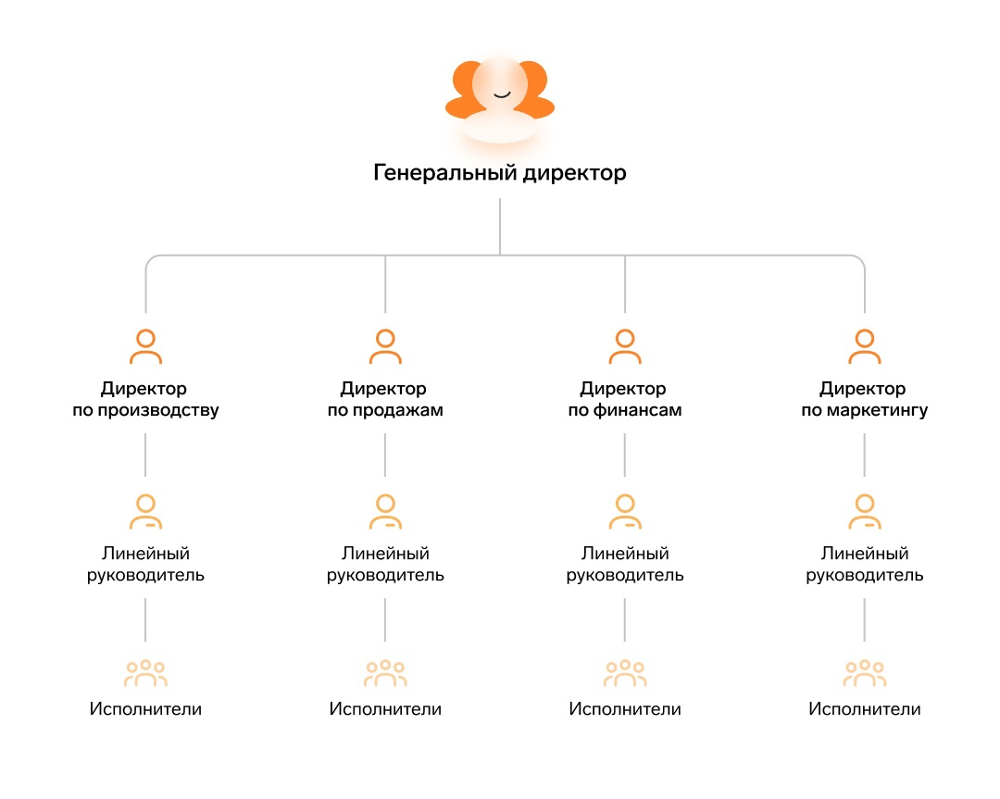 Генеральный директор
Директор
по производству
Директор
по продажам
Директор
по финансам
Директор
по маркетингу
Линейный
руководитель
Линейный
руководитель
Линейный
руководитель
Линейный
руководитель
Исполнители
Исполнители
Исполнители
Исполнители